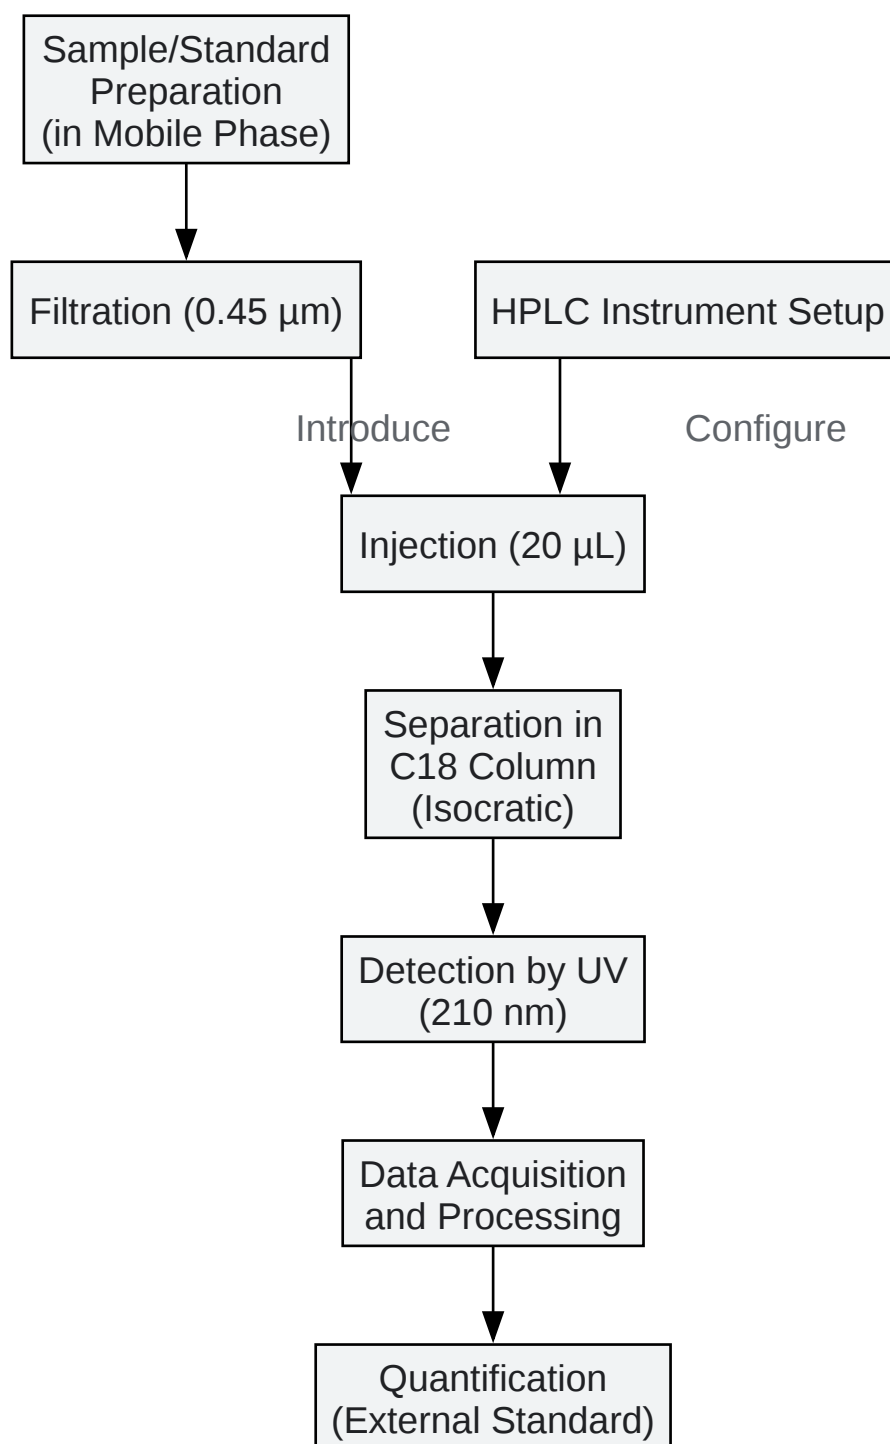 Sample/Standard
Preparation
(in Mobile Phase)
Filtration (0.45 µm)
HPLC Instrument Setup
Introduce
Configure
Injection (20 µL)
Separation in
C18 Column
(Isocratic)
Detection by UV
(210 nm)
Data Acquisition
and Processing
Quantification
(External Standard)